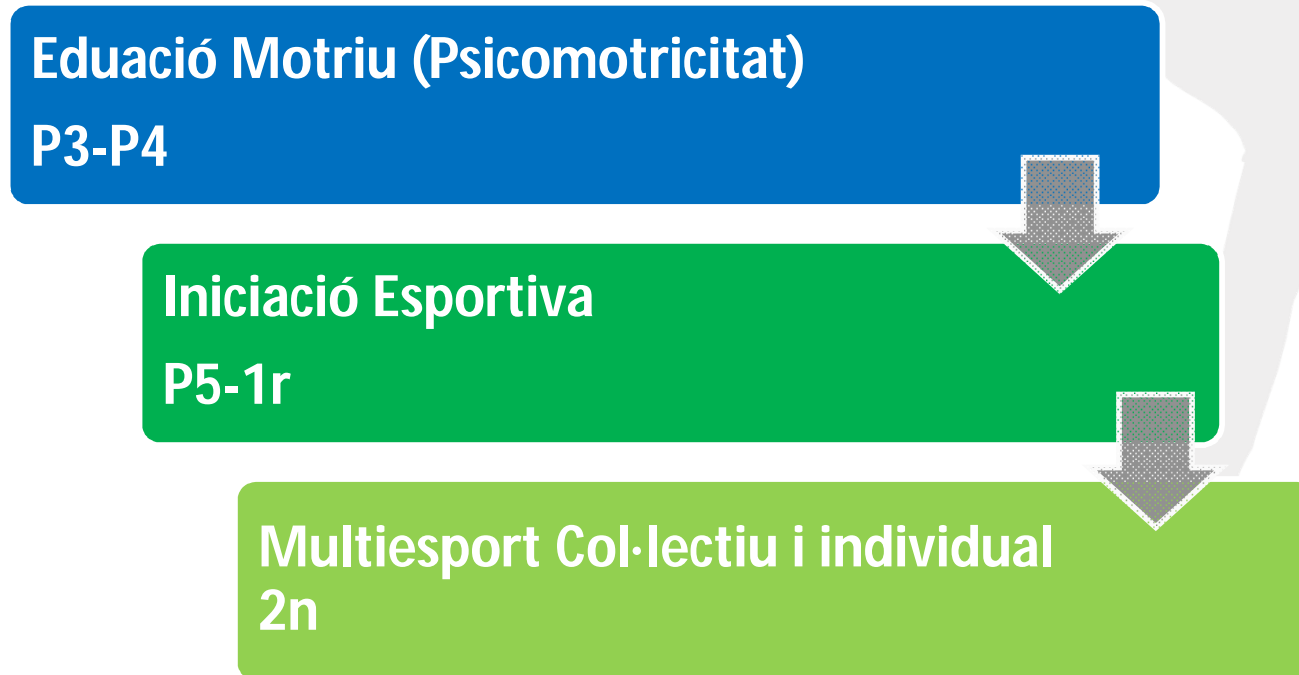 Eduació Motriu (Psicomotricitat)
P3-P4
Iniciació Esportiva
P5-1r
Multiesport Col·lectiu i individual
2n